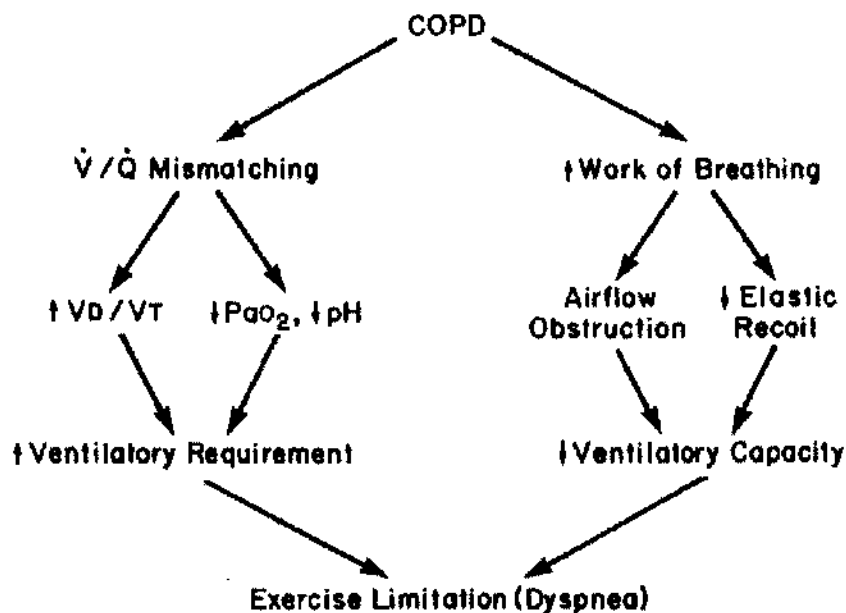 COPD
V̇/Q̇ Mismatching
↑Work of Breathing
↑VD/VT
↓PaO₂, ↓pH
Airflow
Obstruction
↓Elastic
Recoil
↑Ventilatory Requirement
↓Ventilatory Capacity
Exercise Limitation (Dyspnea)